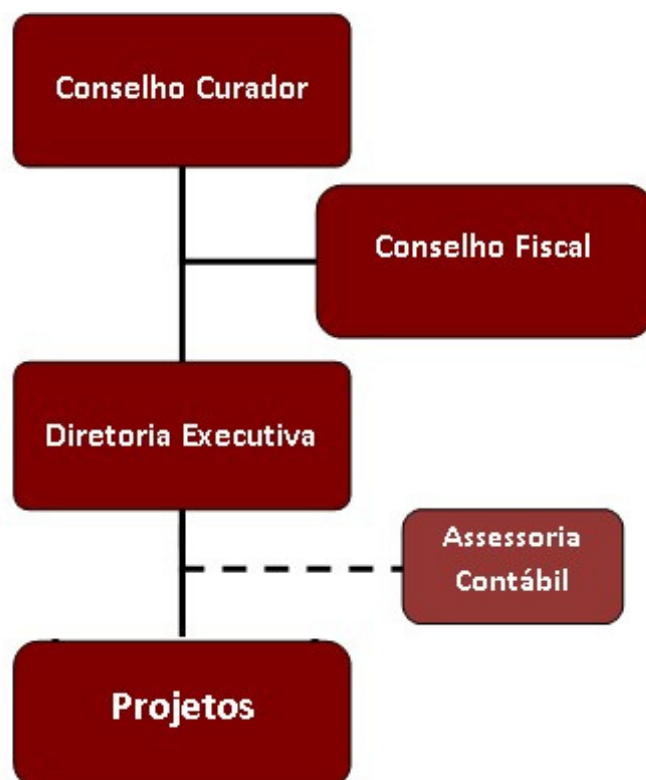 Conselho Curador
Conselho Fiscal
Diretoria Executiva
Assessoria
Contábil
Projetos